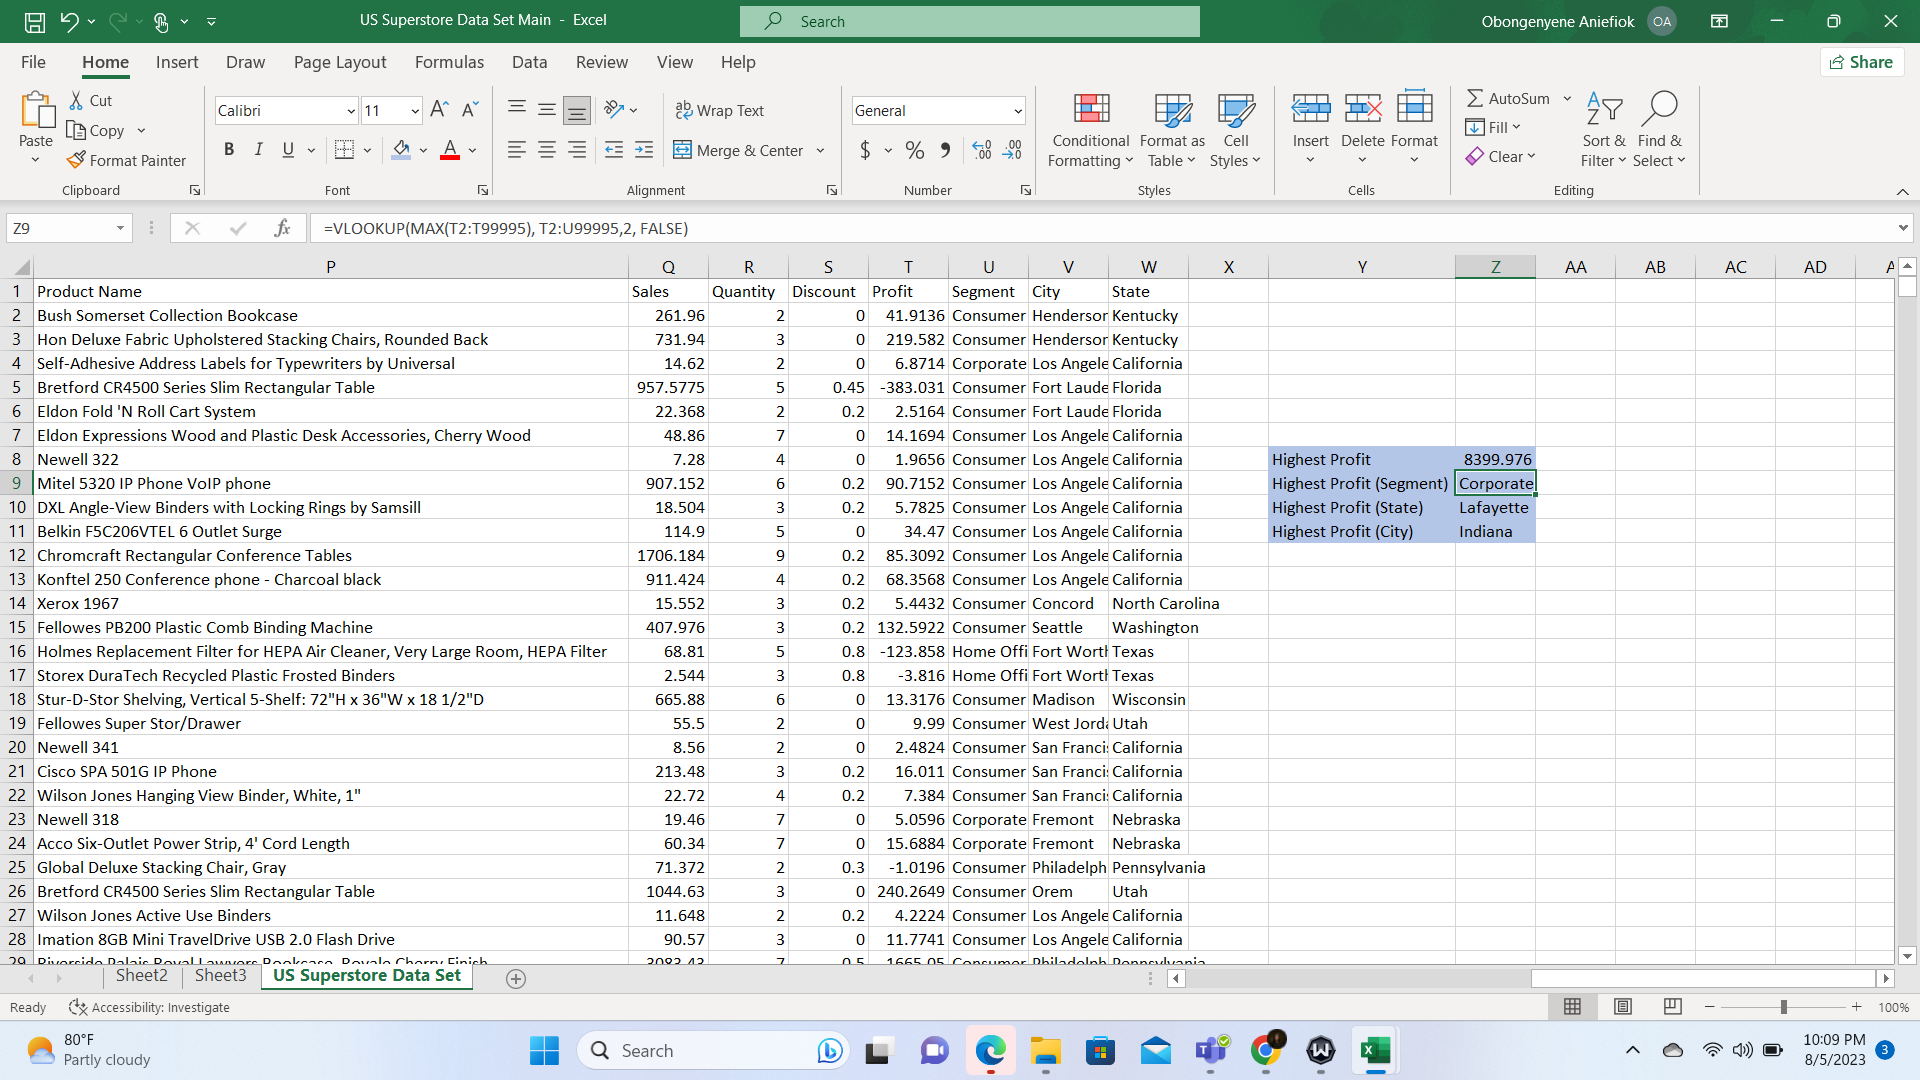 US Superstore Data Set Main - Excel
Search
Obongenyene Aniefiok OA
File Home Insert Draw Page Layout Formulas Data Review View Help
Share
Paste
Cut
Copy
Format Painter
Clipboard
Calibri 11
B I U
Font
Wrap Text
Merge & Center
Alignment
General
$ % 9
Number
Conditional Formatting
Format as Table
Cell Styles
Styles
Insert Delete Format
Cells
AutoSum
Fill
Clear
Sort & Filter
Find & Select
Editing
Z9 fx =VLOOKUP(MAX(T2:T99995), T2:U99995,2, FALSE)
P Q R S T U V W X Y Z AA AB AC AD A
1 Product Name Sales Quantity Discount Profit Segment City State
2 Bush Somerset Collection Bookcase 261.96 2 0 41.9136 Consumer Henderson Kentucky
3 Hon Deluxe Fabric Upholstered Stacking Chairs, Rounded Back 731.94 3 0 219.582 Consumer Henderson Kentucky
4 Self-Adhesive Address Labels for Typewriters by Universal 14.62 2 0 6.8714 Corporate Los Angele California
5 Bretford CR4500 Series Slim Rectangular Table 957.5775 5 0.45 -383.031 Consumer Fort Laude Florida
6 Eldon Fold 'N Roll Cart System 22.368 2 0.2 2.5164 Consumer Fort Laude Florida
7 Eldon Expressions Wood and Plastic Desk Accessories, Cherry Wood 48.86 7 0 14.1694 Consumer Los Angele California
8 Newell 322 7.28 4 0 1.9656 Consumer Los Angele California Highest Profit 8399.976
9 Mitel 5320 IP Phone VoIP phone 907.152 6 0.2 90.7152 Consumer Los Angele California Highest Profit (Segment) Corporate
10 DXL Angle-View Binders with Locking Rings by Samsill 18.504 3 0.2 5.7825 Consumer Los Angele California Highest Profit (State) Lafayette
11 Belkin F5C206VTEL 6 Outlet Surge 114.9 5 0 34.47 Consumer Los Angele California Highest Profit (City) Indiana
12 Chromcraft Rectangular Conference Tables 1706.184 9 0.2 85.3092 Consumer Los Angele California
13 Konftel 250 Conference phone - Charcoal black 911.424 4 0.2 68.3568 Consumer Los Angele California
14 Xerox 1967 15.552 3 0.2 5.4432 Consumer Concord North Carolina
15 Fellowes PB200 Plastic Comb Binding Machine 407.976 3 0.2 132.5922 Consumer Seattle Washington
16 Holmes Replacement Filter for HEPA Air Cleaner, Very Large Room, HEPA Filter 68.81 5 0.8 -123.858 Home Offi Fort Worth Texas
17 Storex DuraTech Recycled Plastic Frosted Binders 2.544 3 0.8 -3.816 Home Offi Fort Worth Texas
18 Stur-D-Stor Shelving, Vertical 5-Shelf: 72"H x 36"W x 18 1/2"D 665.88 6 0 13.3176 Consumer Madison Wisconsin
19 Fellowes Super Stor/Drawer 55.5 2 0 9.99 Consumer West Jorda Utah
20 Newell 341 8.56 2 0 2.4824 Consumer San Francis California
21 Cisco SPA 501G IP Phone 213.48 3 0.2 16.011 Consumer San Francis California
22 Wilson Jones Hanging View Binder, White, 1" 22.72 4 0.2 7.384 Consumer San Francis California
23 Newell 318 19.46 7 0 5.0596 Corporate Fremont Nebraska
24 Acco Six-Outlet Power Strip, 4' Cord Length 60.34 7 0 15.6884 Corporate Fremont Nebraska
25 Global Deluxe Stacking Chair, Gray 71.372 2 0.3 -1.0196 Consumer Philadelph Pennsylvania
26 Bretford CR4500 Series Slim Rectangular Table 1044.63 3 0 240.2649 Consumer Orem Utah
27 Wilson Jones Active Use Binders 11.648 2 0.2 4.2224 Consumer Los Angele California
28 Imation 8GB Mini TravelDrive USB 2.0 Flash Drive 90.57 3 0 11.7741 Consumer Los Angele California
29 Riverside Palais Royal Lawyers Bookcase, Royale Cherry Finish 3083.43 7 0.5 -1665.05 Consumer Philadelph Pennsylvania
Sheet2 Sheet3 US Superstore Data Set
Ready Accessibility: Investigate 100%
80°F
Partly cloudy
Search
10:09 PM
8/5/2023
3